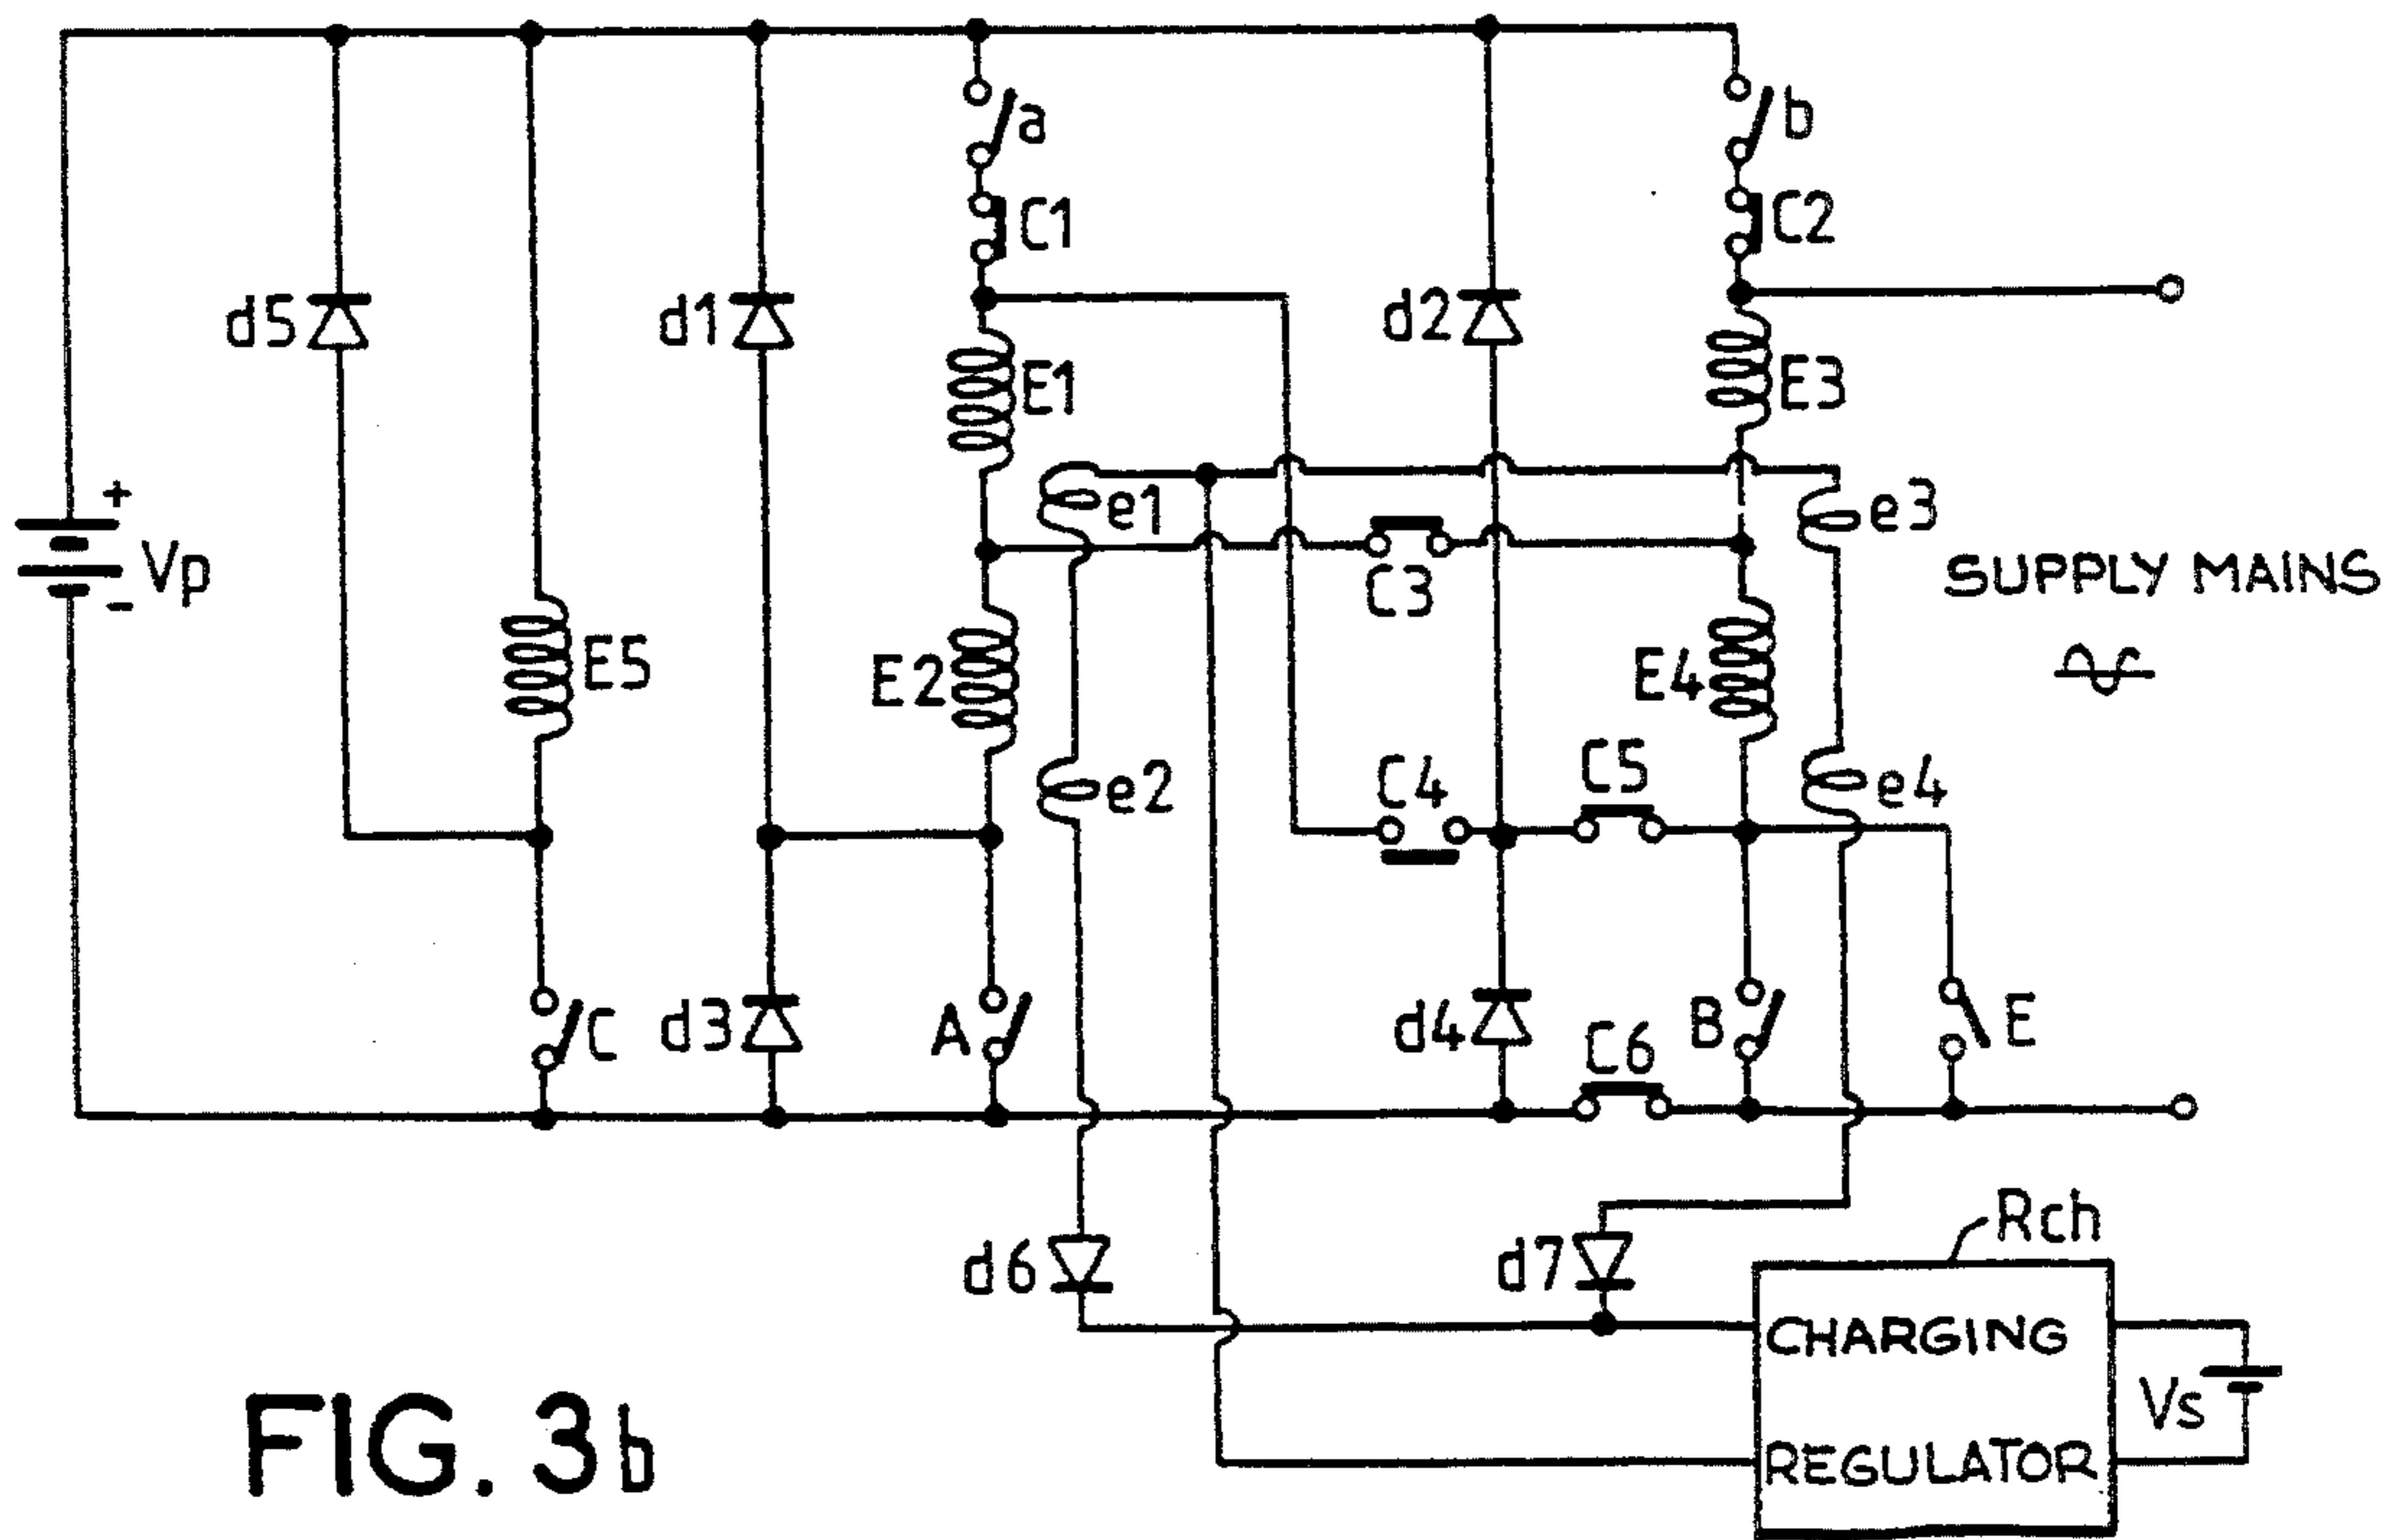 a
b
C1
C2
d5
d1
d2
E1
E3
e1
e3
+
Vp
-
C3
SUPPLY MAINS
E5
E2
E4
C4
C5
e2
e4
C
d3
A
d4
C6
B
E
Rch
d6
d7
CHARGING
REGULATOR
Vs
FIG. 3b